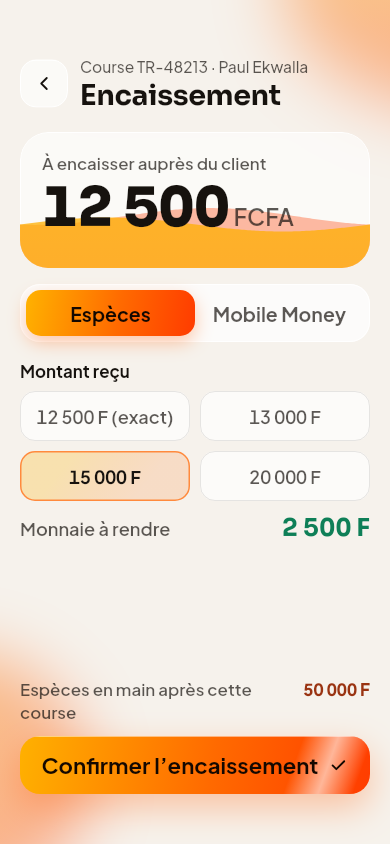 Course TR-48213 · Paul Ekwalla
Encaissement
À encaisser auprès du client
12 500 FCFA
Espèces
Mobile Money
Montant reçu
12 500 F (exact)
13 000 F
15 000 F
20 000 F
Monnaie à rendre
2 500 F
Espèces en main après cette
course
50 000 F
Confirmer l’encaissement